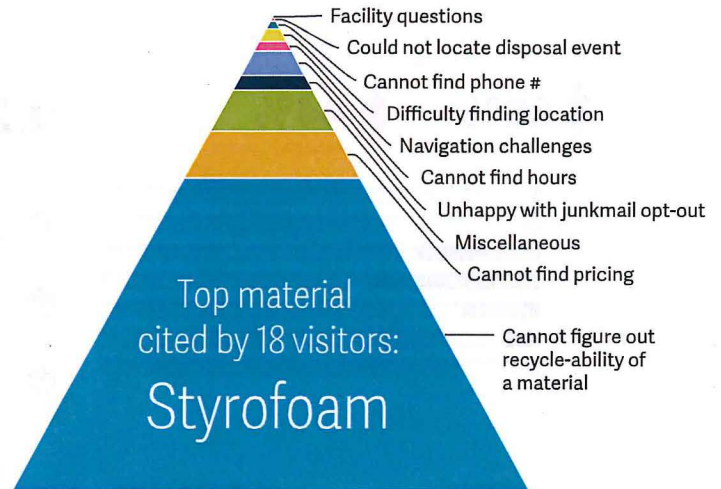 Facility questions
Could not locate disposal event
Cannot find phone #
Difficulty finding location
Navigation challenges
Cannot find hours
Unhappy with junkmail opt-out
Miscellaneous
Cannot find pricing
Top material
cited by 18 visitors:
Styrofoam
Cannot figure out
recycle-ability of
a material